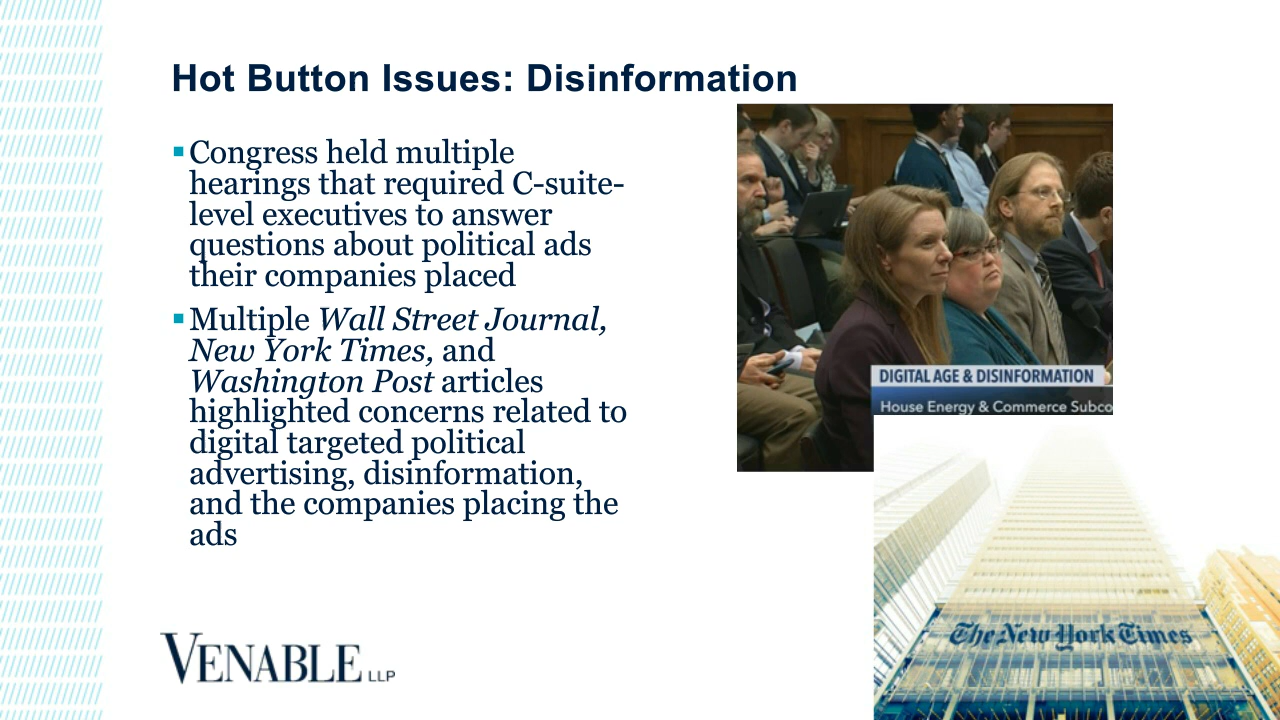 Hot Button Issues: Disinformation
Congress held multiple
hearings that required C-suite-
level executives to answer
questions about political ads
their companies placed
Multiple Wall Street Journal,
New York Times, and
Washington Post articles
highlighted concerns related to
digital targeted political
advertising, disinformation,
and the companies placing the
ads
DIGITAL AGE & DISINFORMATION
House Energy & Commerce Subco
The New York Times
VENABLE LLP